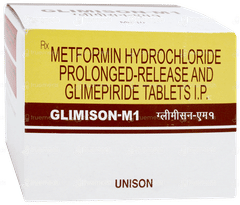 Rx METFORMIN HYDROCHLORIDE
PROLONGED-RELEASE AND
GLIMEPIRIDE TABLETS I.P.
GLIMISON-M1 ग्लीमीसन-एम१
UNISON